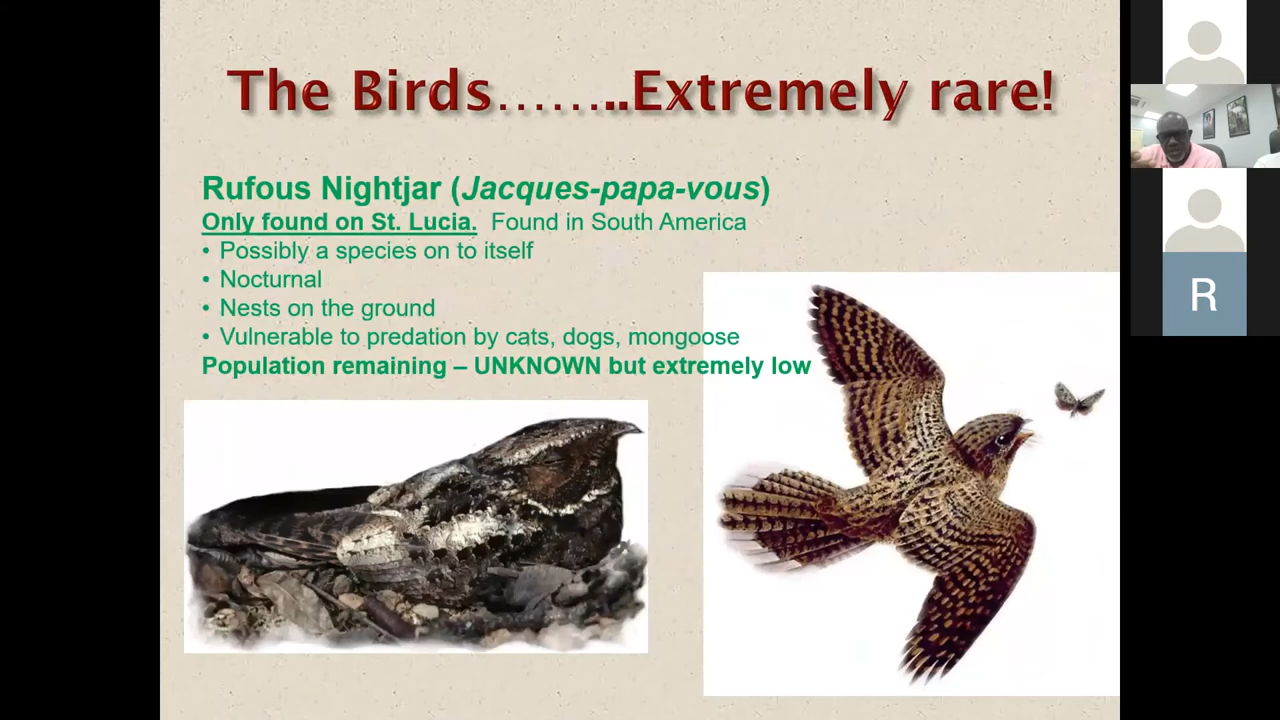 The Birds……..Extremely rare!
Rufous Nightjar (Jacques-papa-vous)
Only found on St. Lucia.  Found in South America
• Possibly a species on to itself
• Nocturnal
• Nests on the ground
• Vulnerable to predation by cats, dogs, mongoose
Population remaining – UNKNOWN but extremely low
R